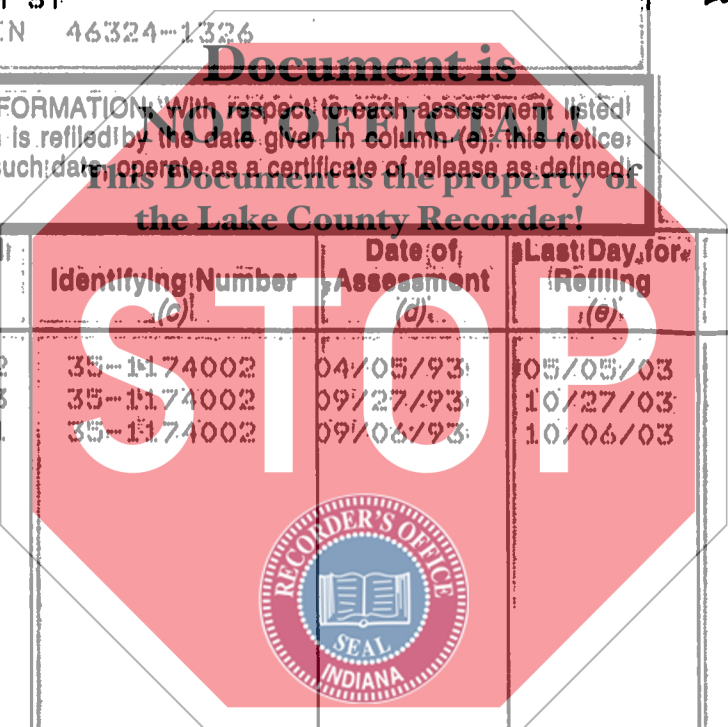 ST
IN 46324-1326
Document is
FORMATION: With respect to each assessment listed
NOT OFFICIAL!
is refiled by the date given in column (e), this notice
such date, operate as a certificate of release as defined
This Document is the property of
the Lake County Recorder!
Identifying Number (c)
Date of Assessment (d)
Last Day for Refiling (e)
35-1174002 04/05/93 05/05/03
35-1174002 09/27/93 10/27/03
35-1174002 09/06/93 10/06/03
STOP
RECORDER'S OFFICE
SEAL
INDIANA